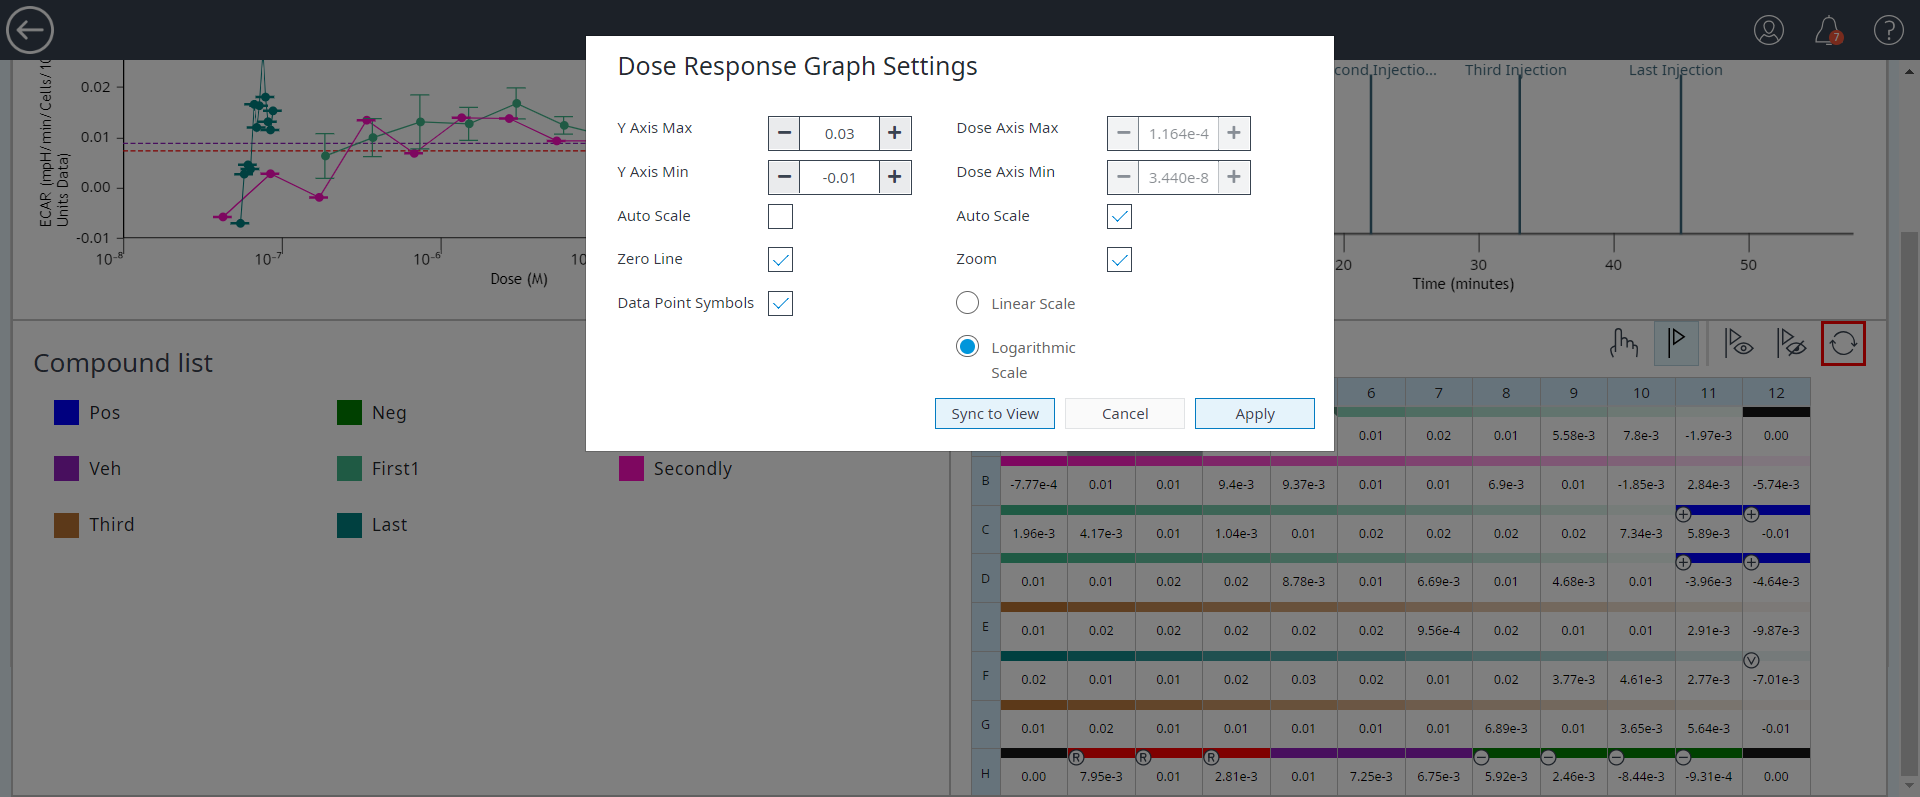 7
ECAR (mpH/min/Cells/10
Units Data)
0.02
0.01
0.00
-0.01
10⁻⁸
10⁻⁷
10⁻⁶
10
Dose (M)
Dose Response Graph Settings
Y Axis Max
0.03
Dose Axis Max
1.164e-4
Y Axis Min
-0.01
Dose Axis Min
3.440e-8
Auto Scale
Auto Scale
Zero Line
Zoom
Data Point Symbols
Linear Scale
Logarithmic
Scale
Sync to View
Cancel
Apply
cond Injectio...
Third Injection
Last Injection
20
30
40
50
Time (minutes)
Compound list
Pos
Neg
Veh
First1
Secondly
Third
Last
6 7 8 9 10 11 12
0.01 0.02 0.01 5.58e-3 7.8e-3 -1.97e-3 0.00
B -7.77e-4 0.01 0.01 9.4e-3 9.37e-3 0.01 0.01 6.9e-3 0.01 -1.85e-3 2.84e-3 -5.74e-3
C 1.96e-3 4.17e-3 0.01 1.04e-3 0.01 0.02 0.02 0.02 0.02 7.34e-3 5.89e-3 -0.01
D 0.01 0.01 0.02 0.02 8.78e-3 0.01 6.69e-3 0.01 4.68e-3 0.01 -3.96e-3 -4.64e-3
E 0.01 0.02 0.02 0.02 0.02 0.02 9.56e-4 0.02 0.01 0.01 2.91e-3 -9.87e-3
V
F 0.02 0.01 0.01 0.02 0.03 0.02 0.01 0.02 3.77e-3 4.61e-3 2.77e-3 -7.01e-3
G 0.01 0.02 0.01 0.01 0.01 0.01 0.01 6.89e-3 0.01 3.65e-3 5.64e-3 -0.01
R R R
H 0.00 7.95e-3 0.01 2.81e-3 0.01 7.25e-3 6.75e-3 5.92e-3 2.46e-3 -8.44e-3 -9.31e-4 0.00